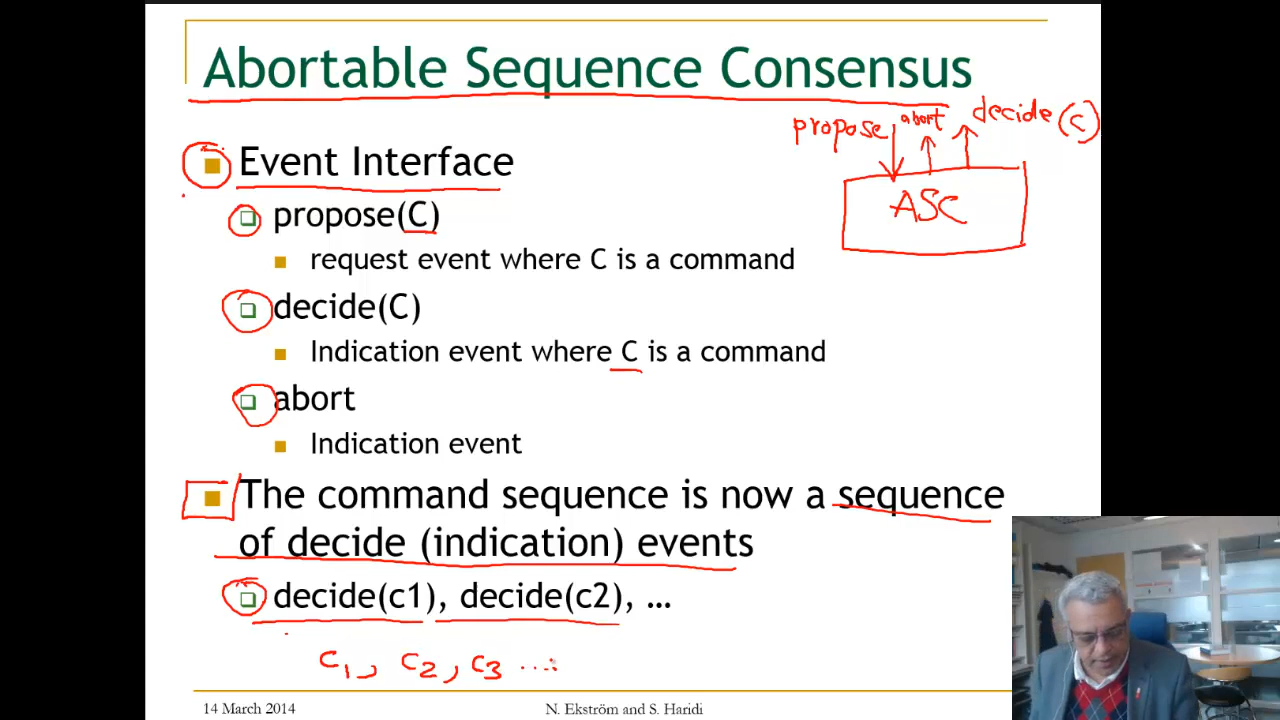 Abortable Sequence Consensus
propose abort decide (c)
ASC
Event Interface
propose(C)
request event where C is a command
decide(C)
Indication event where C is a command
abort
Indication event
The command sequence is now a sequence
of decide (indication) events
decide(c1), decide(c2), …
c1, c2, c3 ....
14 March 2014
N. Ekström and S. Haridi